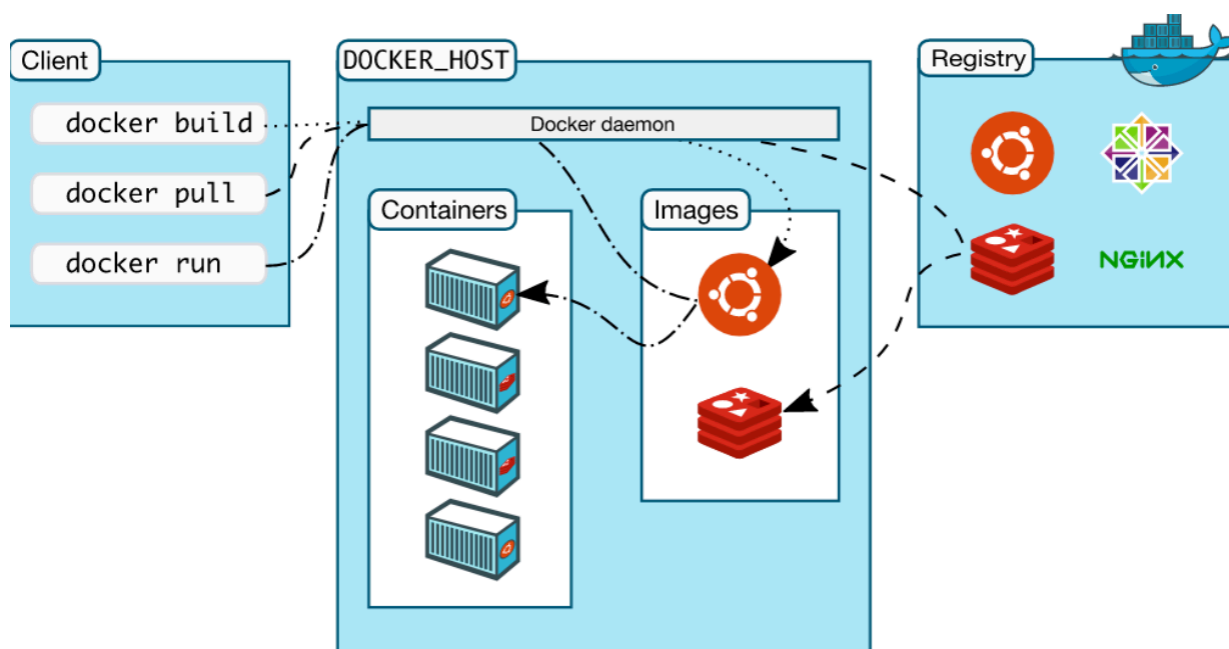 Client
docker build
docker pull
docker run
DOCKER_HOST
Docker daemon
Containers
Images
Registry
NGiNX